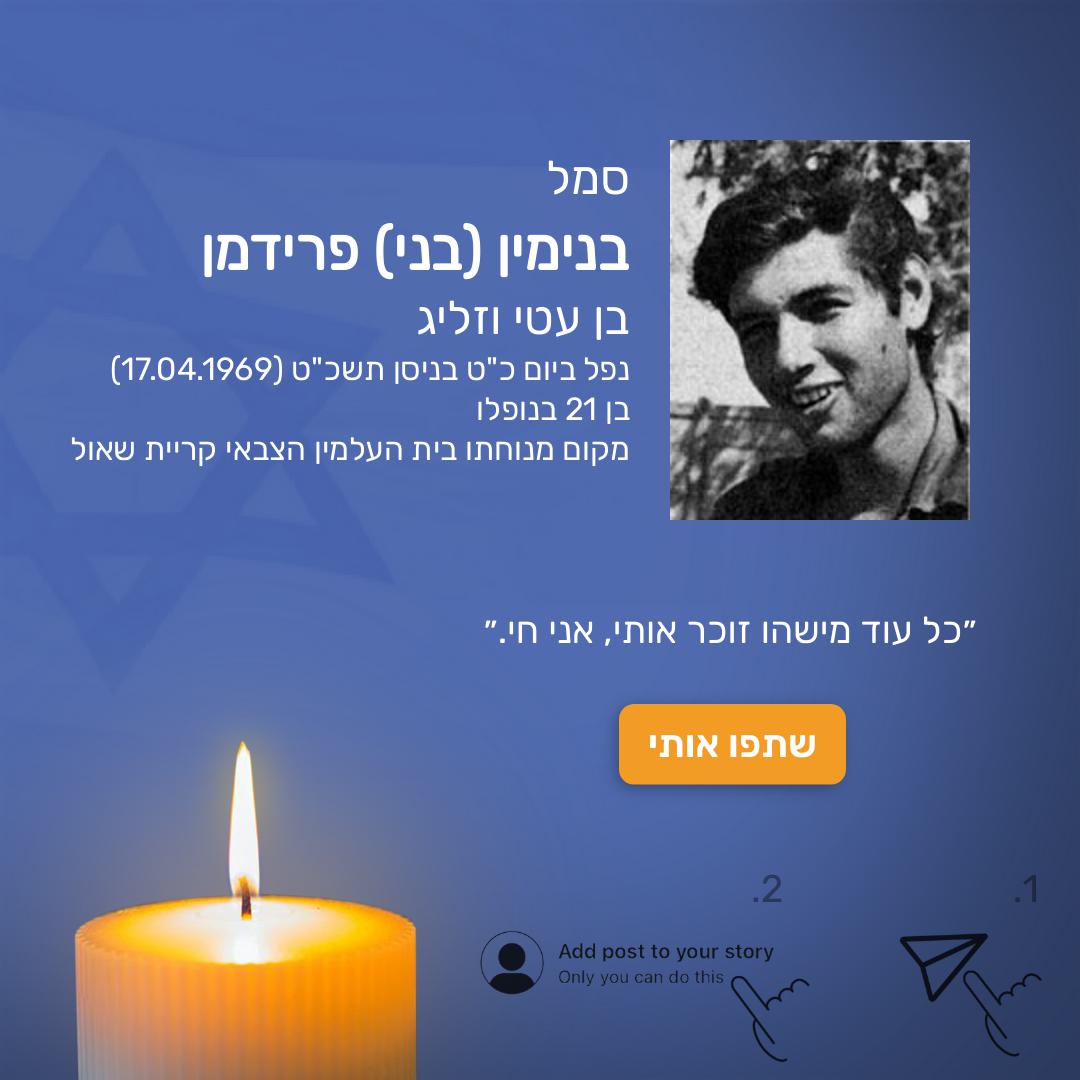 סמל
בנימין (בני) פרידמן
בן עטי וזליג
נפל ביום כ"ט בניסן תשכ"ט (17.04.1969)
בן 21 בנופלו
מקום מנוחתו בית העלמין הצבאי קריית שאול
״כל עוד מישהו זוכר אותי, אני חי.״
שתפו אותי
.1
.2
Add post to your story
Only you can do this